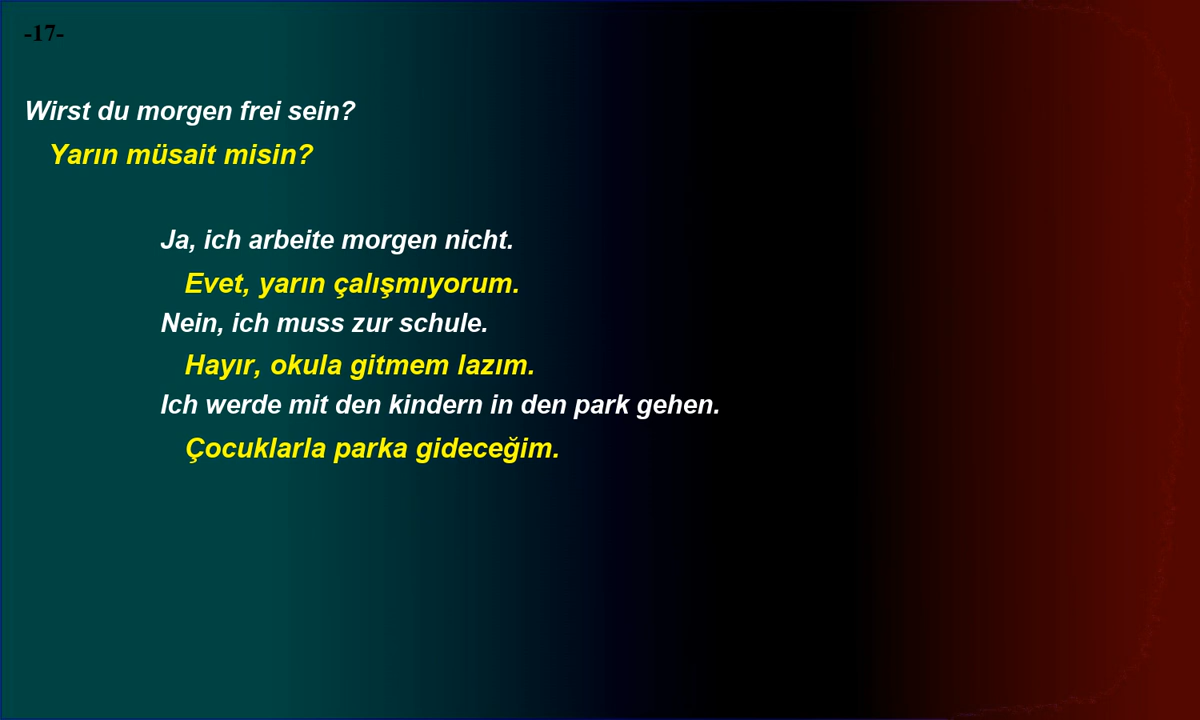 -17-
Wirst du morgen frei sein?
Yarın müsait misin?
Ja, ich arbeite morgen nicht.
Evet, yarın çalışmıyorum.
Nein, ich muss zur schule.
Hayır, okula gitmem lazım.
Ich werde mit den kindern in den park gehen.
Çocuklarla parka gideceğim.